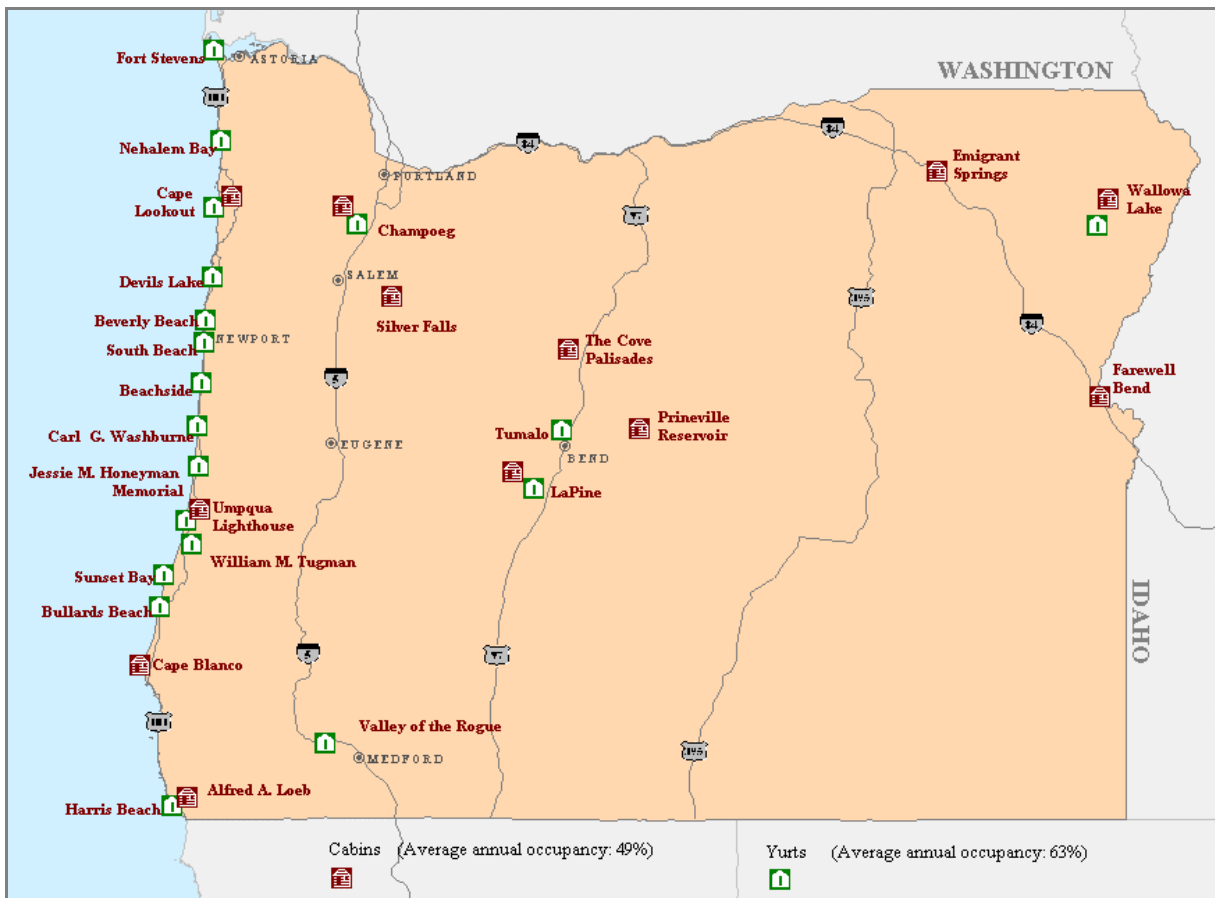 Fort Stevens
ASTORIA
WASHINGTON
101
Nehalem Bay
84
84
Emigrant
Springs
PORTLAND
Cape
Lookout
Champoeg
97
Wallowa
Lake
Devils Lake
SALEM
Silver Falls
395
84
Beverly Beach
NEWPORT
South Beach
The Cove
Palisades
Beachside
5
Farewell
Bend
Carl G. Washburne
EUGENE
Tumalo
BEND
Prineville
Reservoir
Jessie M. Honeyman
Memorial
LaPine
Umpqua
Lighthouse
William M. Tugman
Sunset Bay
Bullards Beach
IDAHO
Cape Blanco
5
97
101
Valley of the Rogue
MEDFORD
395
Alfred A. Loeb
Harris Beach
Cabins (Average annual occupancy: 49%)
Yurts (Average annual occupancy: 63%)